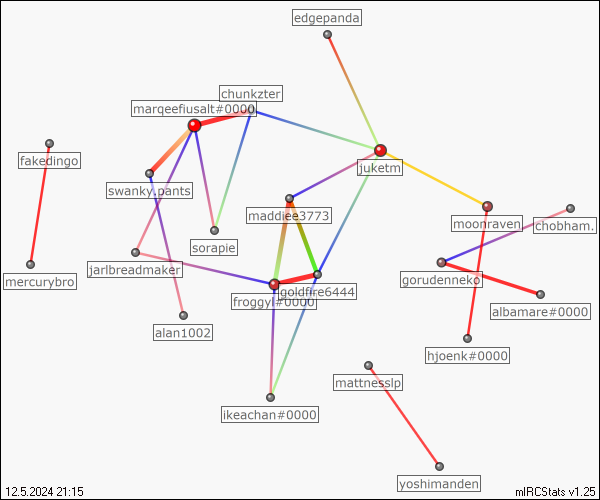 edgepanda
chunkzter
marqeefiusalt#0000
fakedingo
juketm
swanky.pants
maddiee3773
moonraven
chobham.
sorapie
jarlbreadmaker
mercurybro
gorudenneko
goldfire6444
froggyl#0000
albamare#0000
alan1002
hjoenk#0000
mattnesslp
ikeachan#0000
yoshimanden
12.5.2024 21:15
mIRCStats v1.25